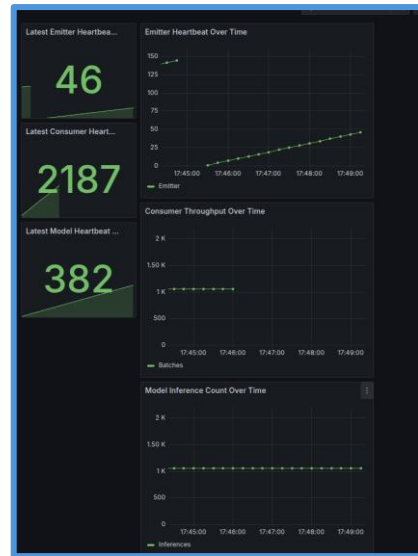 Latest Emitter Heartbea...
46
Latest Consumer Heart...
2187
Latest Model Heartbeat ...
382
Emitter Heartbeat Over Time
150
125
100
75
50
25
0
17:45:00 17:46:00 17:47:00 17:48:00 17:49:00
Emitter
Consumer Throughput Over Time
2 K
1.50 K
1 K
500
0
17:45:00 17:46:00 17:47:00 17:48:00 17:49:00
Batches
Model Inference Count Over Time
2 K
1.50 K
1 K
500
0
17:45:00 17:46:00 17:47:00 17:48:00 17:49:00
Inferences